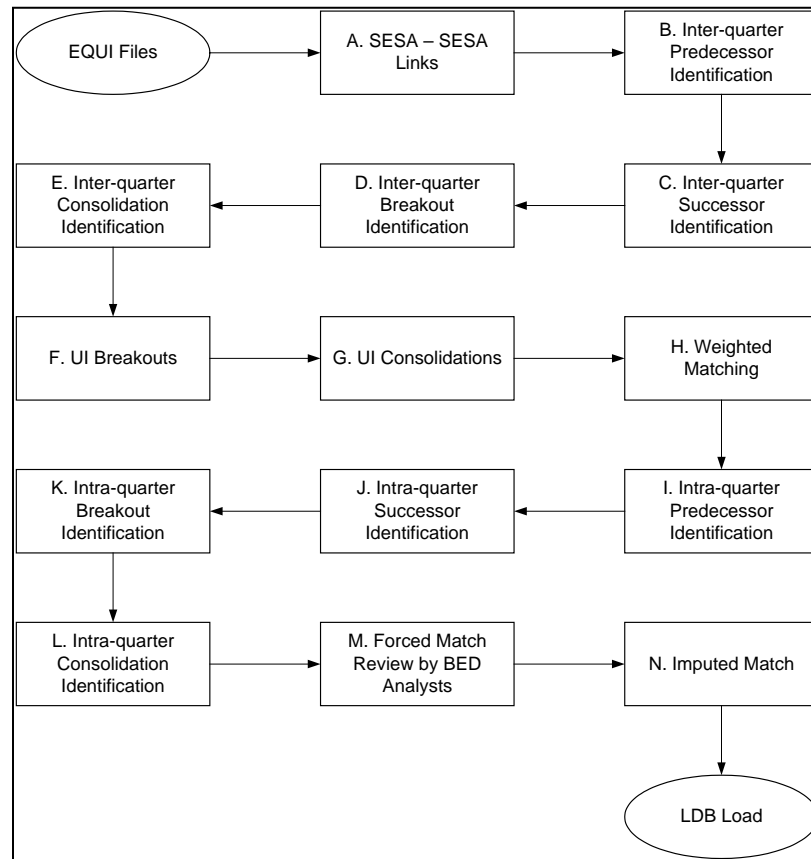 EQUI Files
A. SESA – SESA
Links
B. Inter-quarter
Predecessor
Identification
C. Inter-quarter
Successor
Identification
D. Inter-quarter
Breakout
Identification
E. Inter-quarter
Consolidation
Identification
F. UI Breakouts
G. UI Consolidations
H. Weighted
Matching
I. Intra-quarter
Predecessor
Identification
J. Intra-quarter
Successor
Identification
K. Intra-quarter
Breakout
Identification
L. Intra-quarter
Consolidation
Identification
M. Forced Match
Review by BED
Analysts
N. Imputed Match
LDB Load